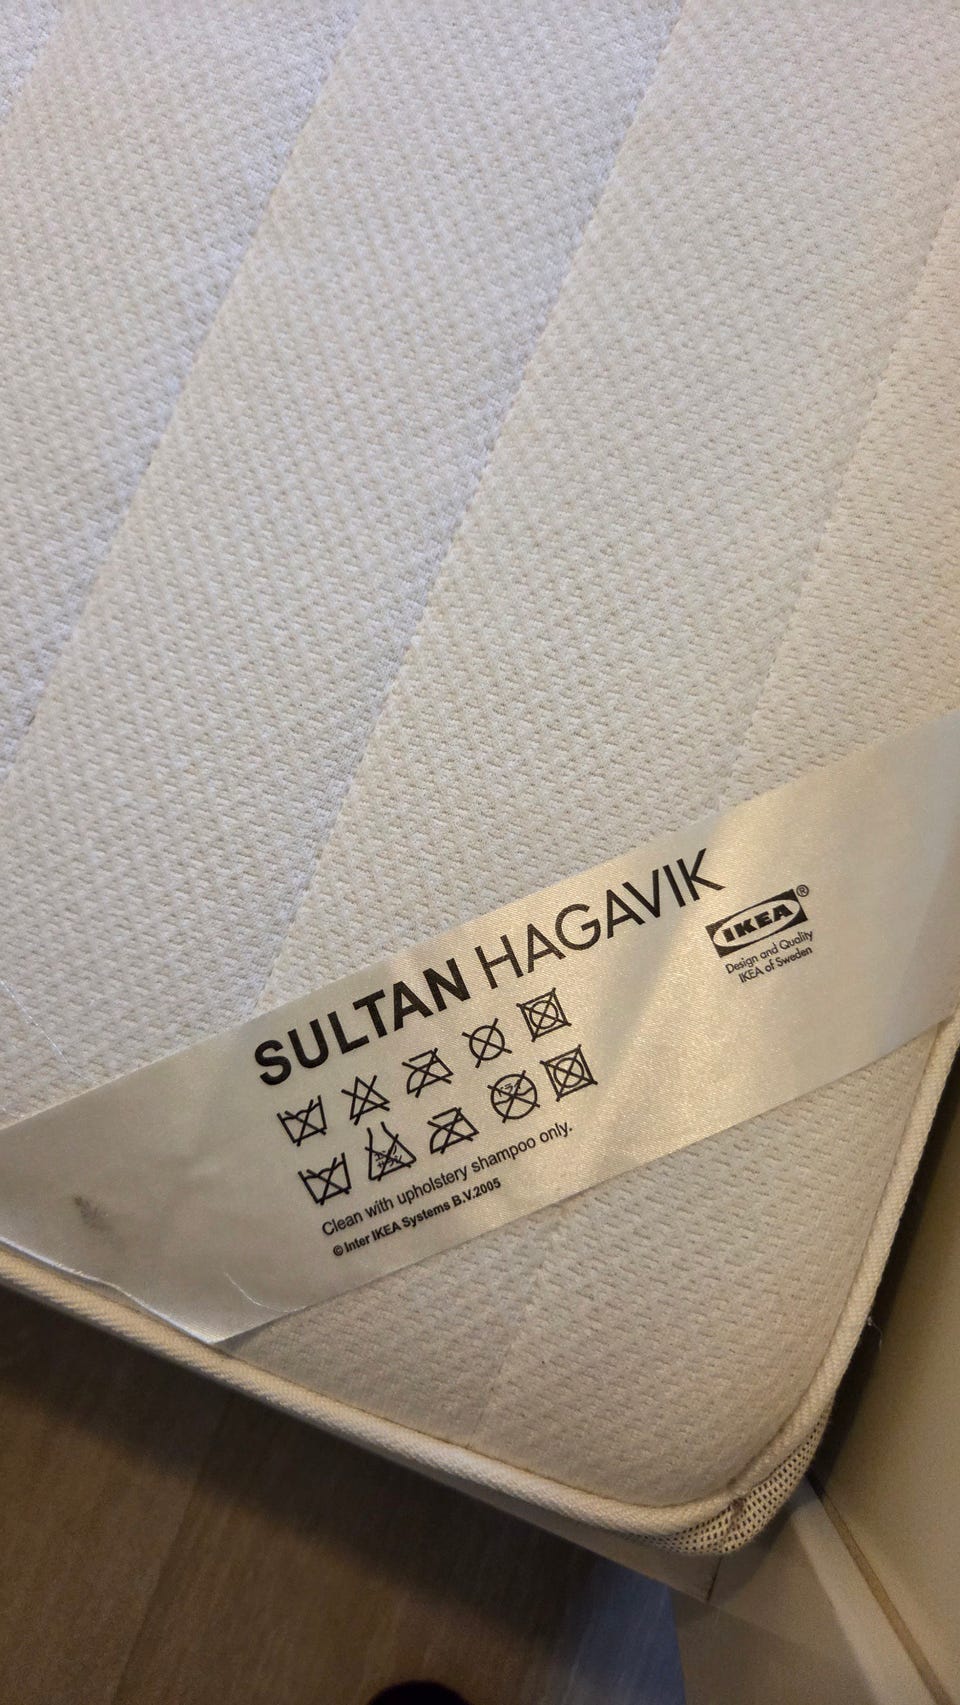 SULTAN HAGAVIK
IKEA®
Design and Quality
IKEA of Sweden
Clean with upholstery shampoo only.
© Inter IKEA Systems B.V. 2005